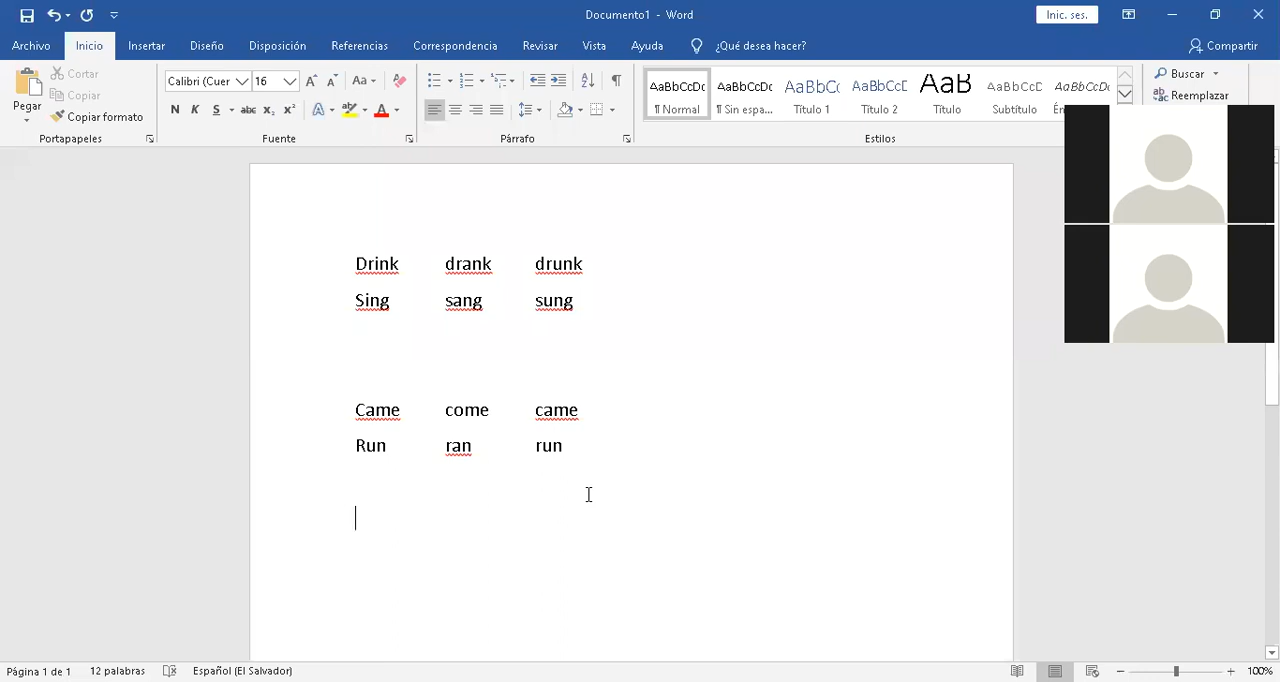 Documento1 - Word
Inic. ses.
Archivo Inicio Insertar Diseño Disposición Referencias Correspondencia Revisar Vista Ayuda ¿Qué desea hacer? Compartir
Pegar
Cortar
Copiar
Copiar formato
Portapapeles
Calibri (Cuer 16
Aa
N K S abc x₂ x²
A ab A
Fuente
Párrafo
AaBbCcDc AaBbCcDc AaBbCc AaBbCcD AaB AaBbCcD AaBbCcDc
¶ Normal ¶ Sin espa... Título 1 Título 2 Título Subtítulo
Estilos
Buscar
Reemplazar
Drink drank drunk
Sing sang sung
Came come came
Run ran run
Página 1 de 1 12 palabras Español (El Salvador) 100%